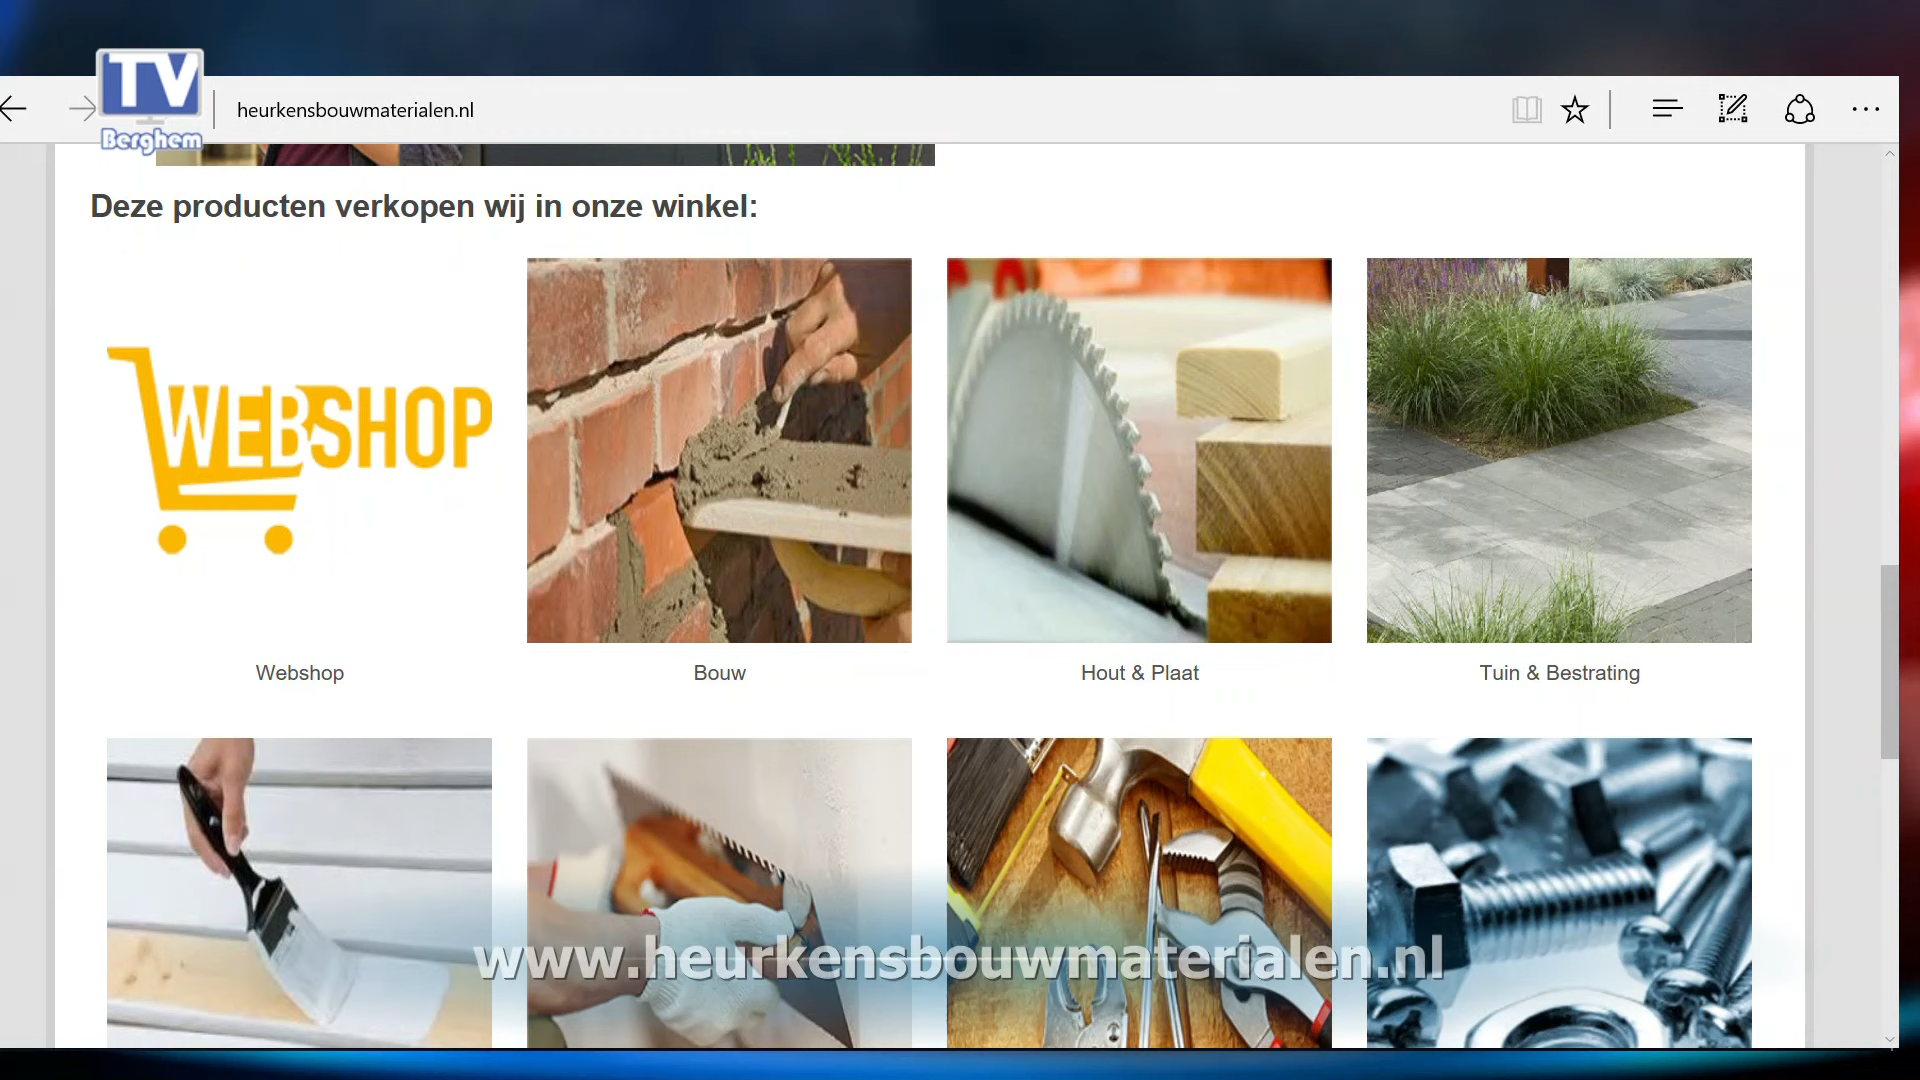 TV
Berghem
heurkensbouwmaterialen.nl
Deze producten verkopen wij in onze winkel:
WEBSHOP
Webshop
Bouw
Hout & Plaat
Tuin & Bestrating
www.heurkensbouwmaterialen.nl